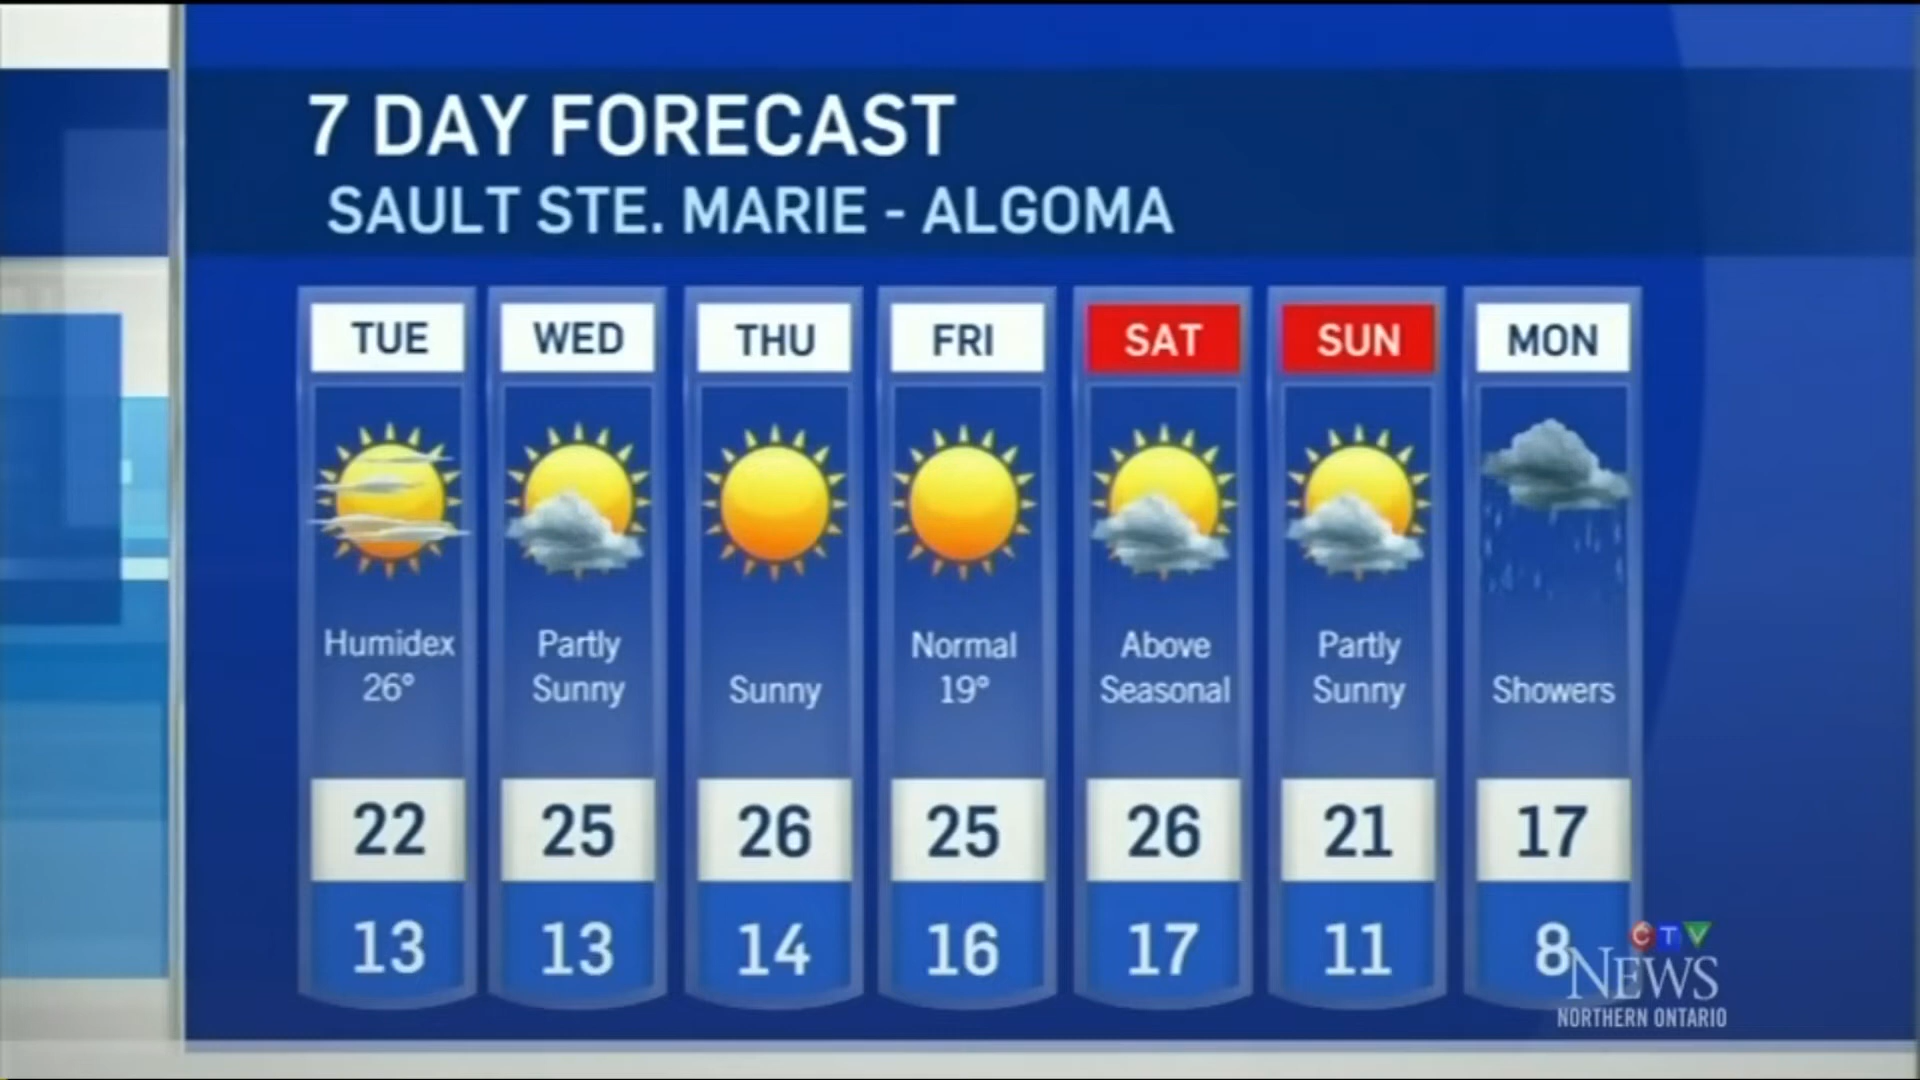 7 DAY FORECAST
SAULT STE. MARIE - ALGOMA
TUE
Humidex
26°
22
13
WED
Partly
Sunny
25
13
THU
Sunny
26
14
FRI
Normal
19°
25
16
SAT
Above
Seasonal
26
17
SUN
Partly
Sunny
21
11
MON
Showers
17
8
CTV
NEWS
NORTHERN ONTARIO